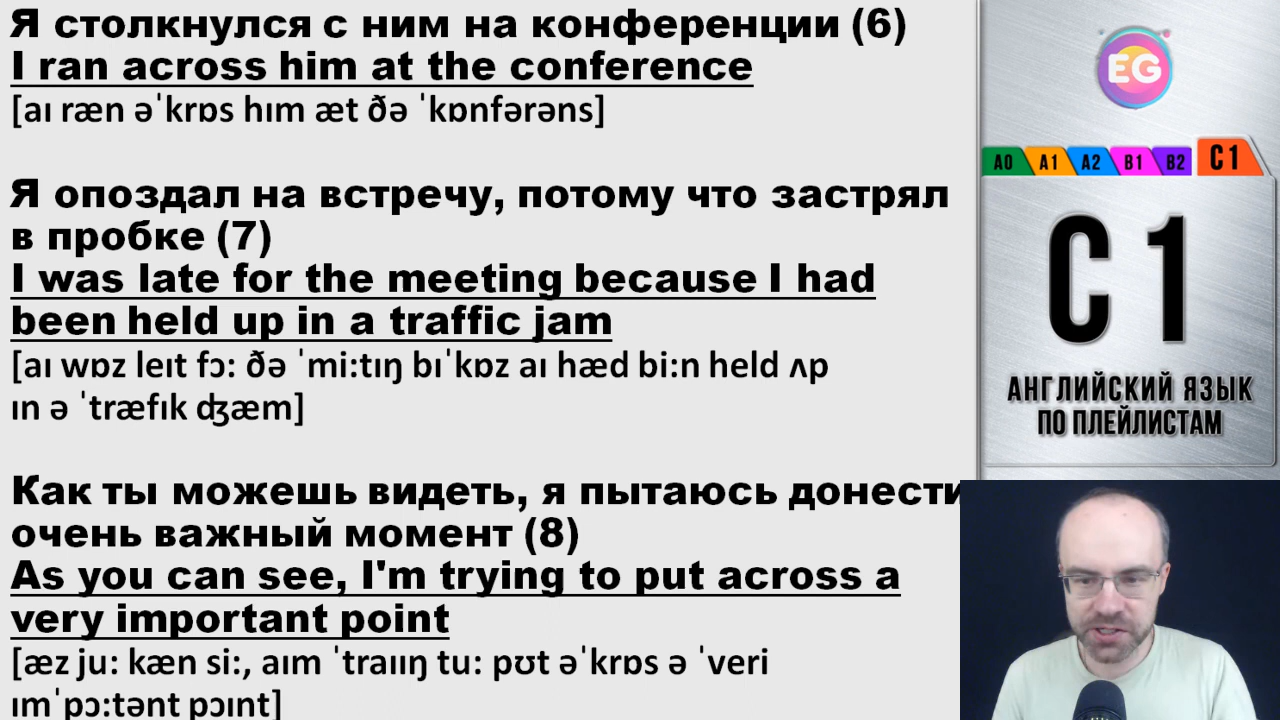 Я столкнулся с ним на конференции (6)
I ran across him at the conference
[aɪ ræn əˈkrɒs hɪm æt ðə ˈkɒnfərəns]
Я опоздал на встречу, потому что застрял
в пробке (7)
I was late for the meeting because I had
been held up in a traffic jam
[aɪ wɒz leɪt fɔ: ðə ˈmi:tɪŋ bɪˈkɒz aɪ hæd bi:n held ʌp
ɪn ə ˈtræfɪk ʤæm]
Как ты можешь видеть, я пытаюсь донести
очень важный момент (8)
As you can see, I'm trying to put across a
very important point
[æz ju: kæn si:, aɪm ˈtraɪɪŋ tu: pʊt əˈkrɒs ə ˈveri
ɪmˈpɔ:tənt pɔɪnt]
EG
A0 A1 A2 B1 B2 C1
C1
АНГЛИЙСКИЙ ЯЗЫК
ПО ПЛЕЙЛИСТАМ